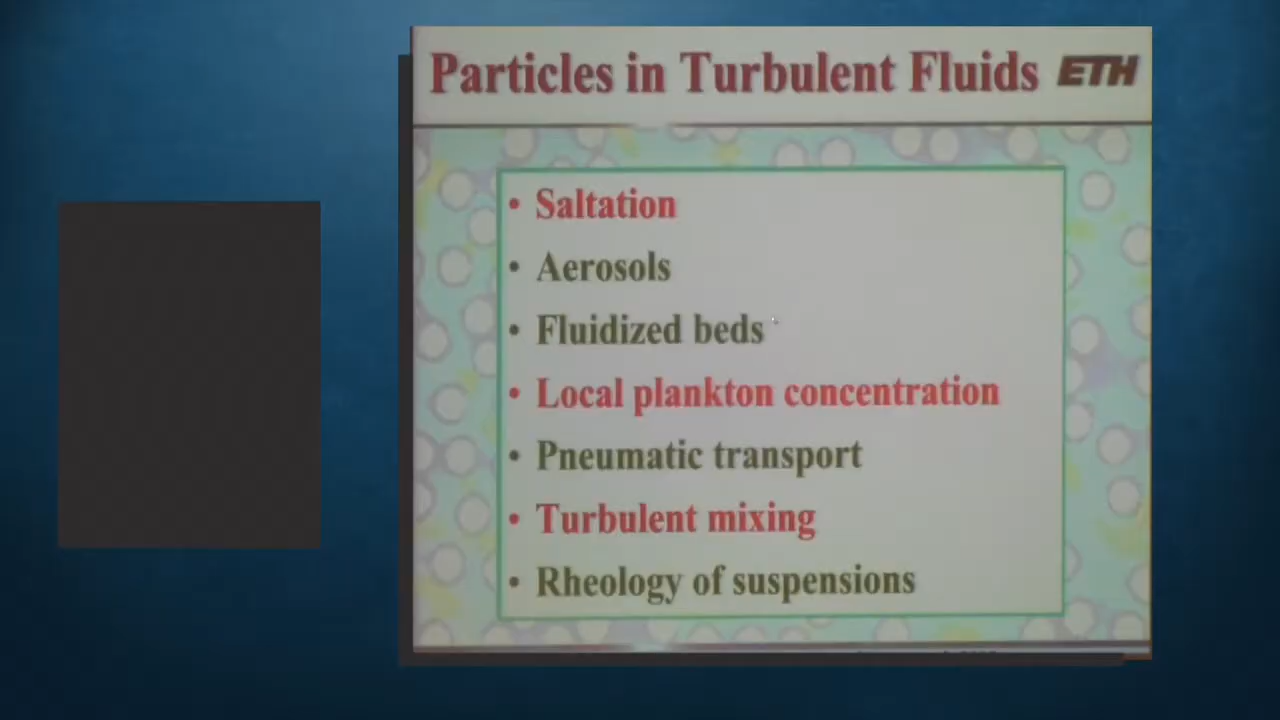 Particles in Turbulent Fluids ETH
• Saltation
• Aerosols
• Fluidized beds
• Local plankton concentration
• Pneumatic transport
• Turbulent mixing
• Rheology of suspensions